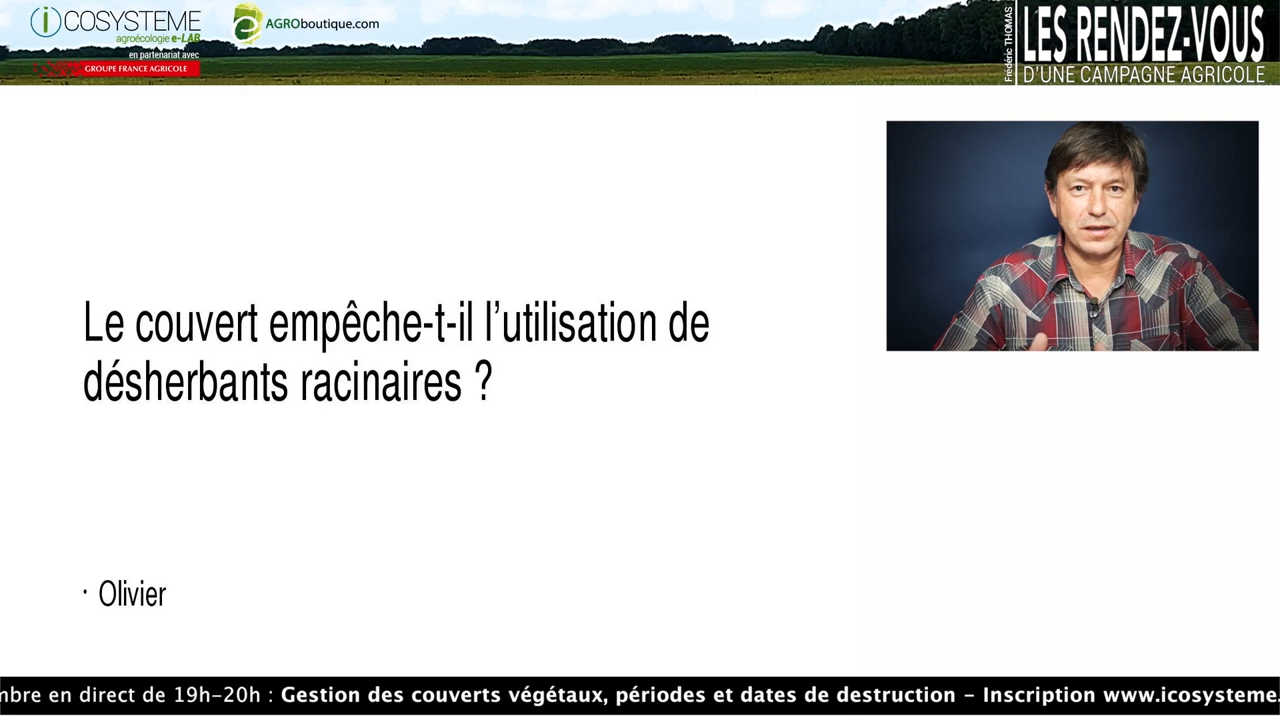 iCOSYSTEME
agroécologie e-LAB
en partenariat avec
GROUPE FRANCE AGRICOLE
e AGROboutique.com
Frédéric THOMAS
LES RENDEZ-VOUS
D'UNE CAMPAGNE AGRICOLE
Le couvert empêche-t-il l’utilisation de
désherbants racinaires ?
· Olivier
mbre en direct de 19h–20h : Gestion des couverts végétaux, périodes et dates de destruction – Inscription www.icosysteme.